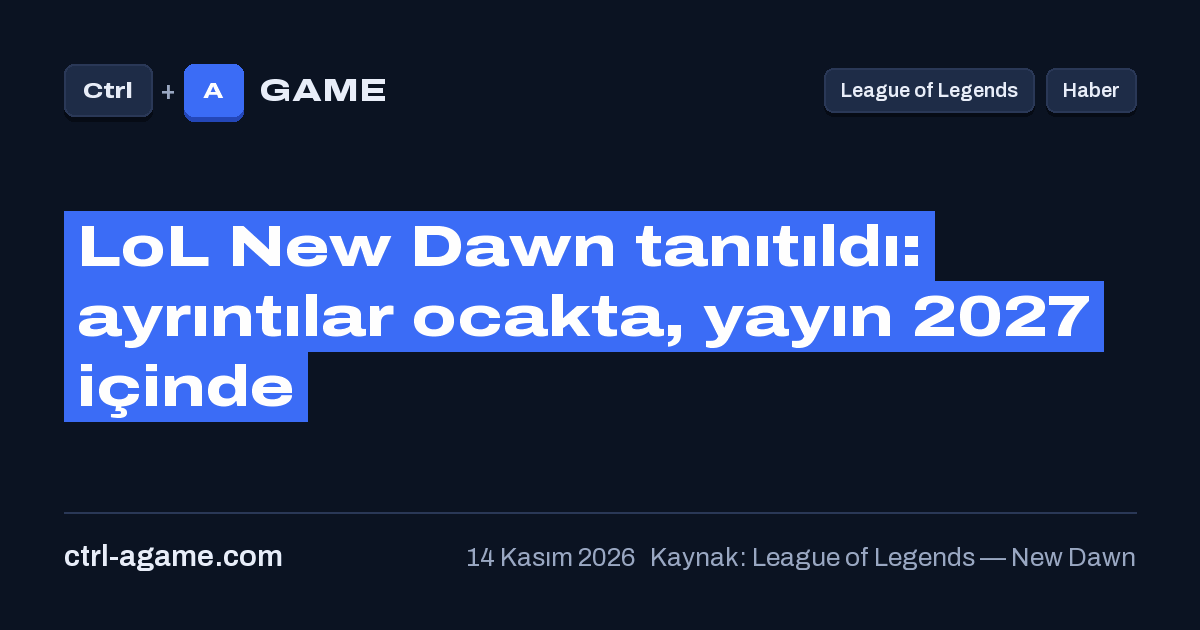 Ctrl + A GAME
League of Legends Haber
LoL New Dawn tanıtıldı:
ayrıntılar ocakta, yayın 2027
içinde
ctrl-agame.com
14 Kasım 2026 Kaynak: League of Legends — New Dawn